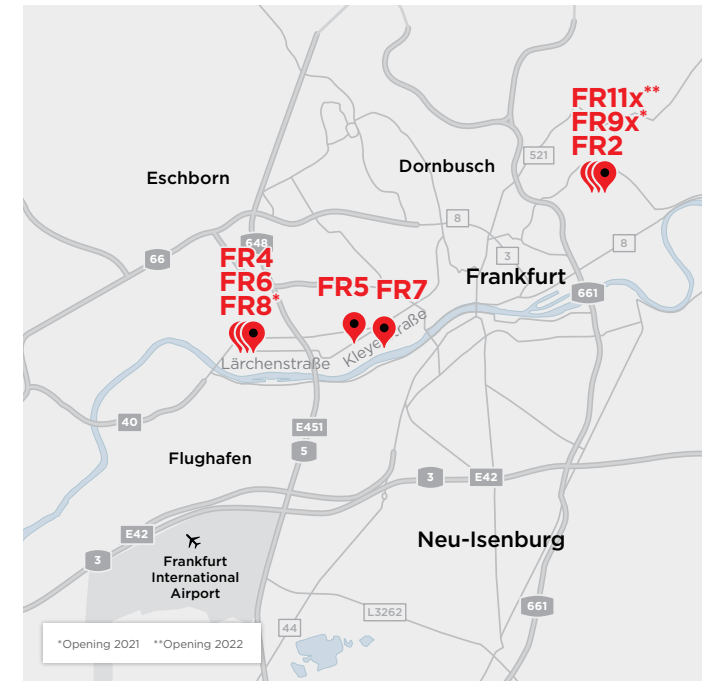 FR11x**
FR9x*
FR2
521
Dornbusch
Eschborn
8
648
8
66
3
Frankfurt
FR4
FR6
FR8*
FR5
FR7
661
Kleyerstraße
Lärchenstraße
40
E451
5
Flughafen
3
E42
E42
Neu-Isenburg
3
Frankfurt
International
Airport
661
L3262
44
*Opening 2021 **Opening 2022